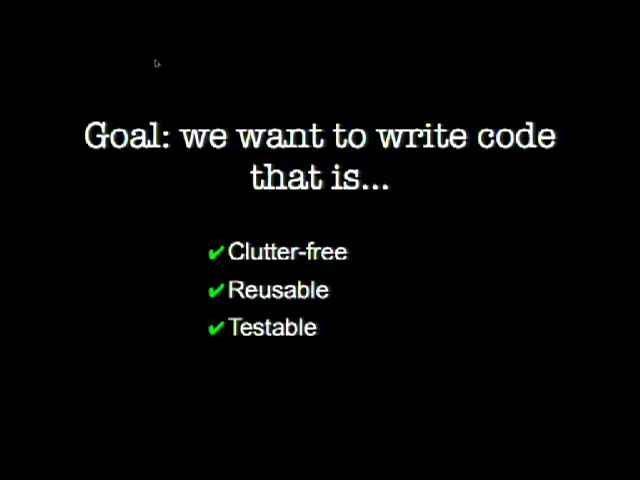 Goal: we want to write code
that is...
✔Clutter-free
✔Reusable
✔Testable